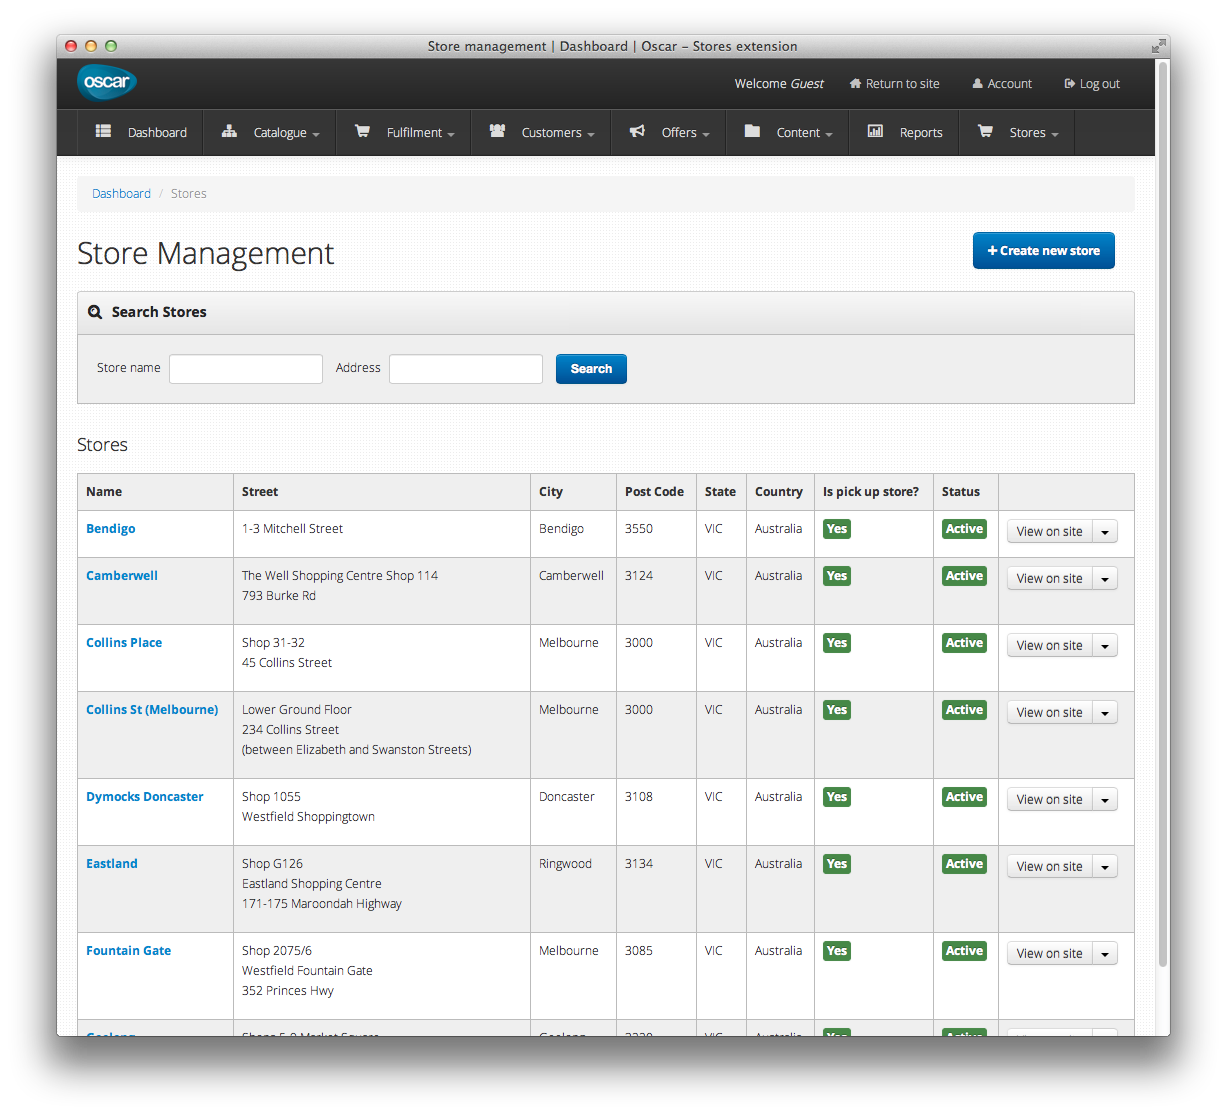 Store management | Dashboard | Oscar – Stores extension
oscar
Welcome Guest Return to site Account Log out
Dashboard Catalogue Fulfilment Customers Offers Content Reports Stores
Dashboard / Stores
Store Management
+ Create new store
Search Stores
Store name Address Search
Stores
Name Street City Post Code State Country Is pick up store? Status
Bendigo 1-3 Mitchell Street Bendigo 3550 VIC Australia Yes Active View on site
Camberwell The Well Shopping Centre Shop 114 Camberwell 3124 VIC Australia Yes Active View on site
793 Burke Rd
Collins Place Shop 31-32 Melbourne 3000 VIC Australia Yes Active View on site
45 Collins Street
Collins St (Melbourne) Lower Ground Floor Melbourne 3000 VIC Australia Yes Active View on site
234 Collins Street
(between Elizabeth and Swanston Streets)
Dymocks Doncaster Shop 1055 Doncaster 3108 VIC Australia Yes Active View on site
Westfield Shoppingtown
Eastland Shop G126 Ringwood 3134 VIC Australia Yes Active View on site
Eastland Shopping Centre
171-175 Maroondah Highway
Fountain Gate Shop 2075/6 Melbourne 3085 VIC Australia Yes Active View on site
Westfield Fountain Gate
352 Princes Hwy
Geelong Geelong VIC Australia Yes Active View on site